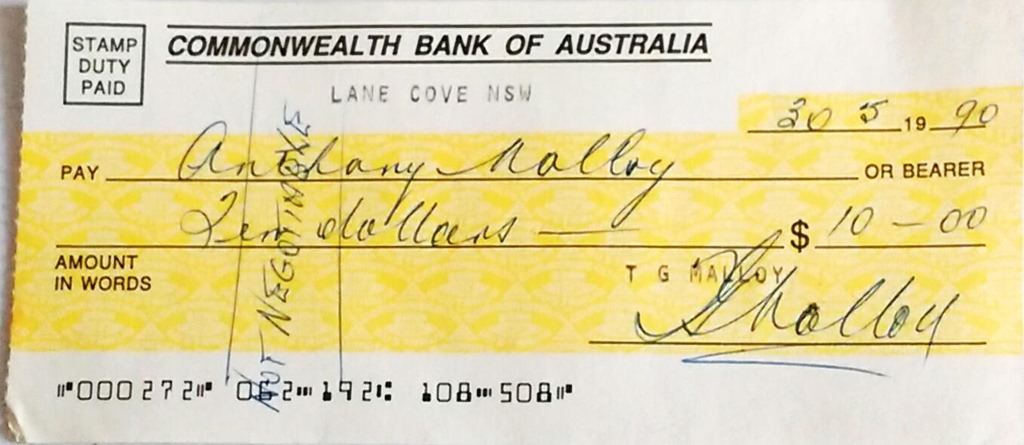 STAMP
DUTY
PAID
COMMONWEALTH BANK OF AUSTRALIA
LANE COVE NSW
30 5 19 90
PAY Anthony Malloy OR BEARER
Ten dollars — $ 10 - 00
AMOUNT
IN WORDS
T G MALLOY
NOT NEGOTIABLE
⑈000272⑈ 062⑉192⑆ 108⑉508⑈